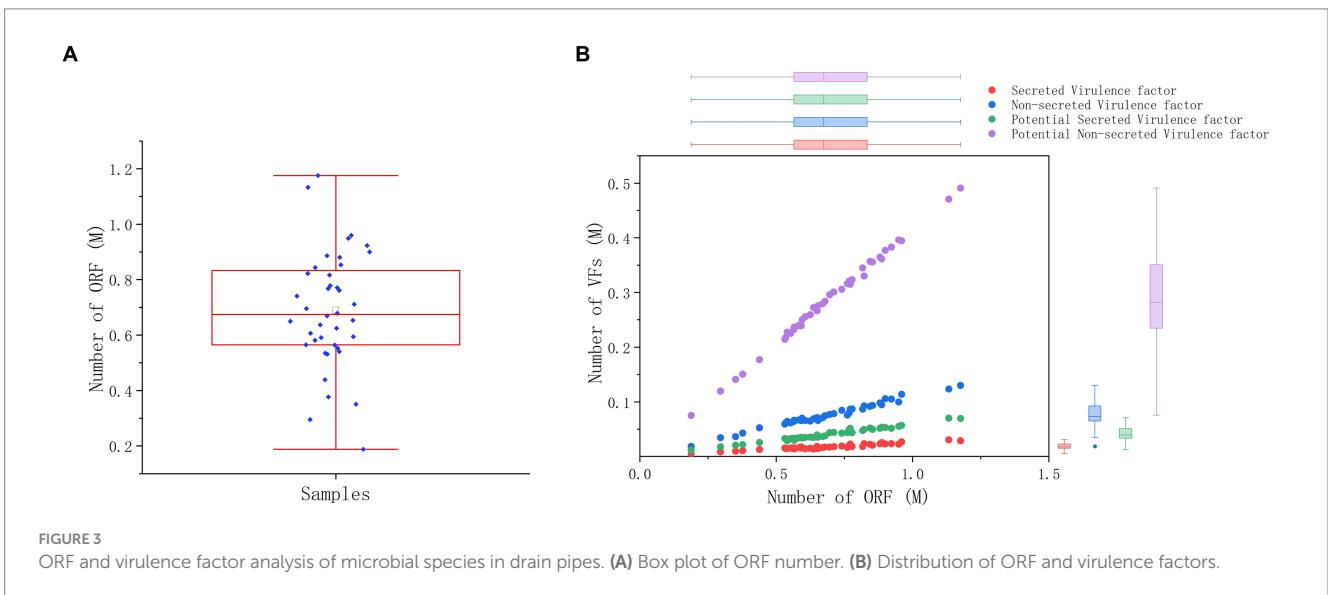 A
B
Secreted Virulence factor
Non-secreted Virulence factor
Potential Secreted Virulence factor
Potential Non-secreted Virulence factor
1.2
1.0
0.8
0.6
0.4
0.2
Number of ORF (M)
Samples
0.5
0.4
0.3
0.2
0.1
Number of VFs (M)
0.0 0.5 1.0 1.5
Number of ORF (M)
FIGURE 3
ORF and virulence factor analysis of microbial species in drain pipes. (A) Box plot of ORF number. (B) Distribution of ORF and virulence factors.